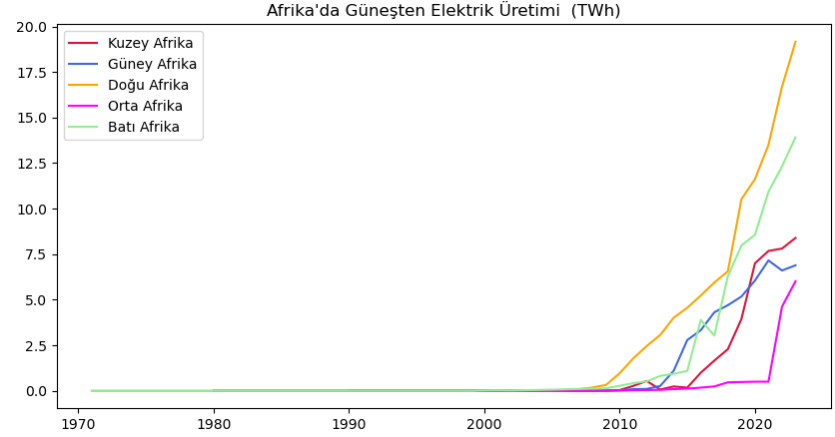 Afrika'da Güneşten Elektrik Üretimi (TWh)
20.0
17.5
15.0
12.5
10.0
7.5
5.0
2.5
0.0
Kuzey Afrika
Güney Afrika
Doğu Afrika
Orta Afrika
Batı Afrika
1970
1980
1990
2000
2010
2020